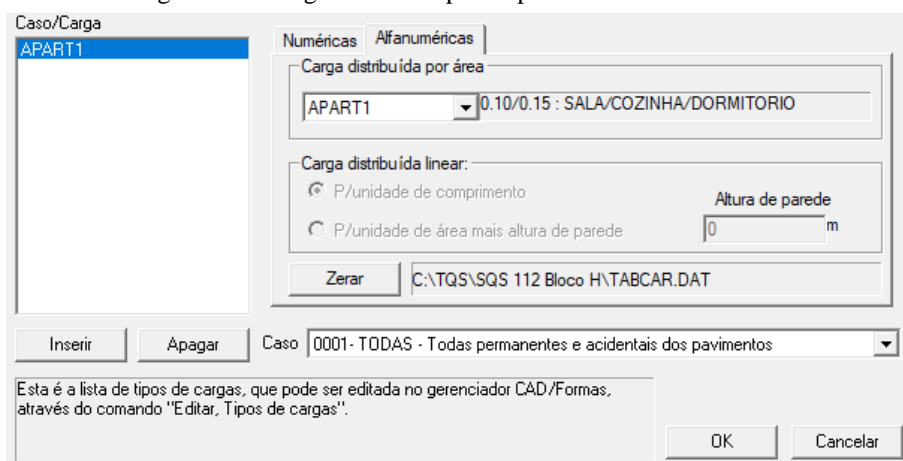 Caso/Carga
APART1
Numéricas Alfanuméricas
Carga distribuída por área
APART1 0.10/0.15 : SALA/COZINHA/DORMITORIO
Carga distribuída linear:
P/unidade de comprimento
Altura de parede
P/unidade de área mais altura de parede 0 m
Zerar C:\TQS\SQS 112 Bloco H\TABCAR.DAT
Inserir Apagar Caso 0001- TODAS - Todas permanentes e acidentais dos pavimentos
Esta é a lista de tipos de cargas, que pode ser editada no gerenciador CAD/Formas,
através do comando "Editar, Tipos de cargas".
OK Cancelar